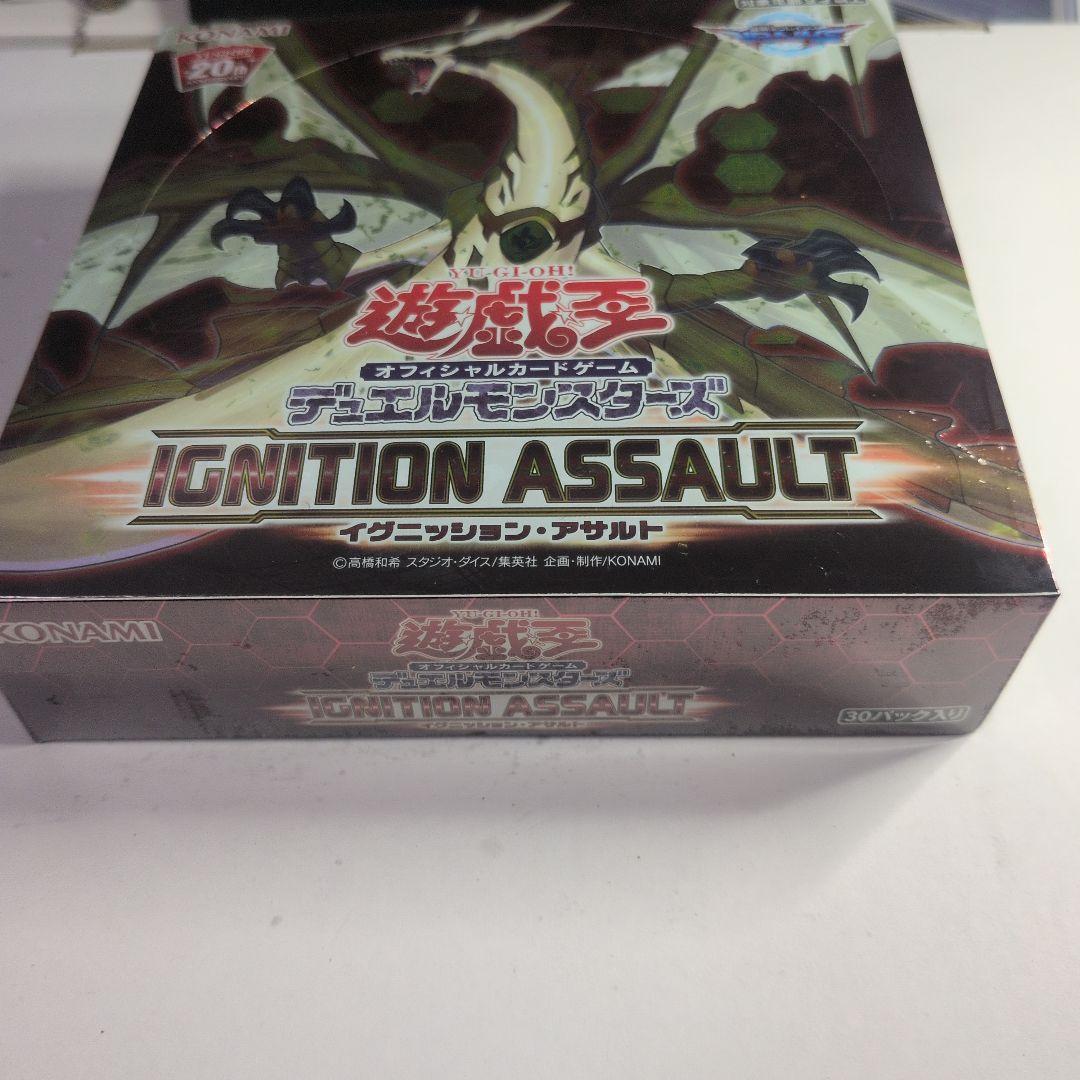 KONAMI
20th
YU-GI-OH!
遊☆戯☆王
オフィシャルカードゲーム
デュエルモンスターズ
IGNITION ASSAULT
イグニッション・アサルト
©高橋和希 スタジオ・ダイス/集英社 企画・制作/KONAMI
KONAMI
YU-GI-OH!
遊☆戯☆王
オフィシャルカードゲーム
デュエルモンスターズ
IGNITION ASSAULT
イグニッション・アサルト
30パック入り